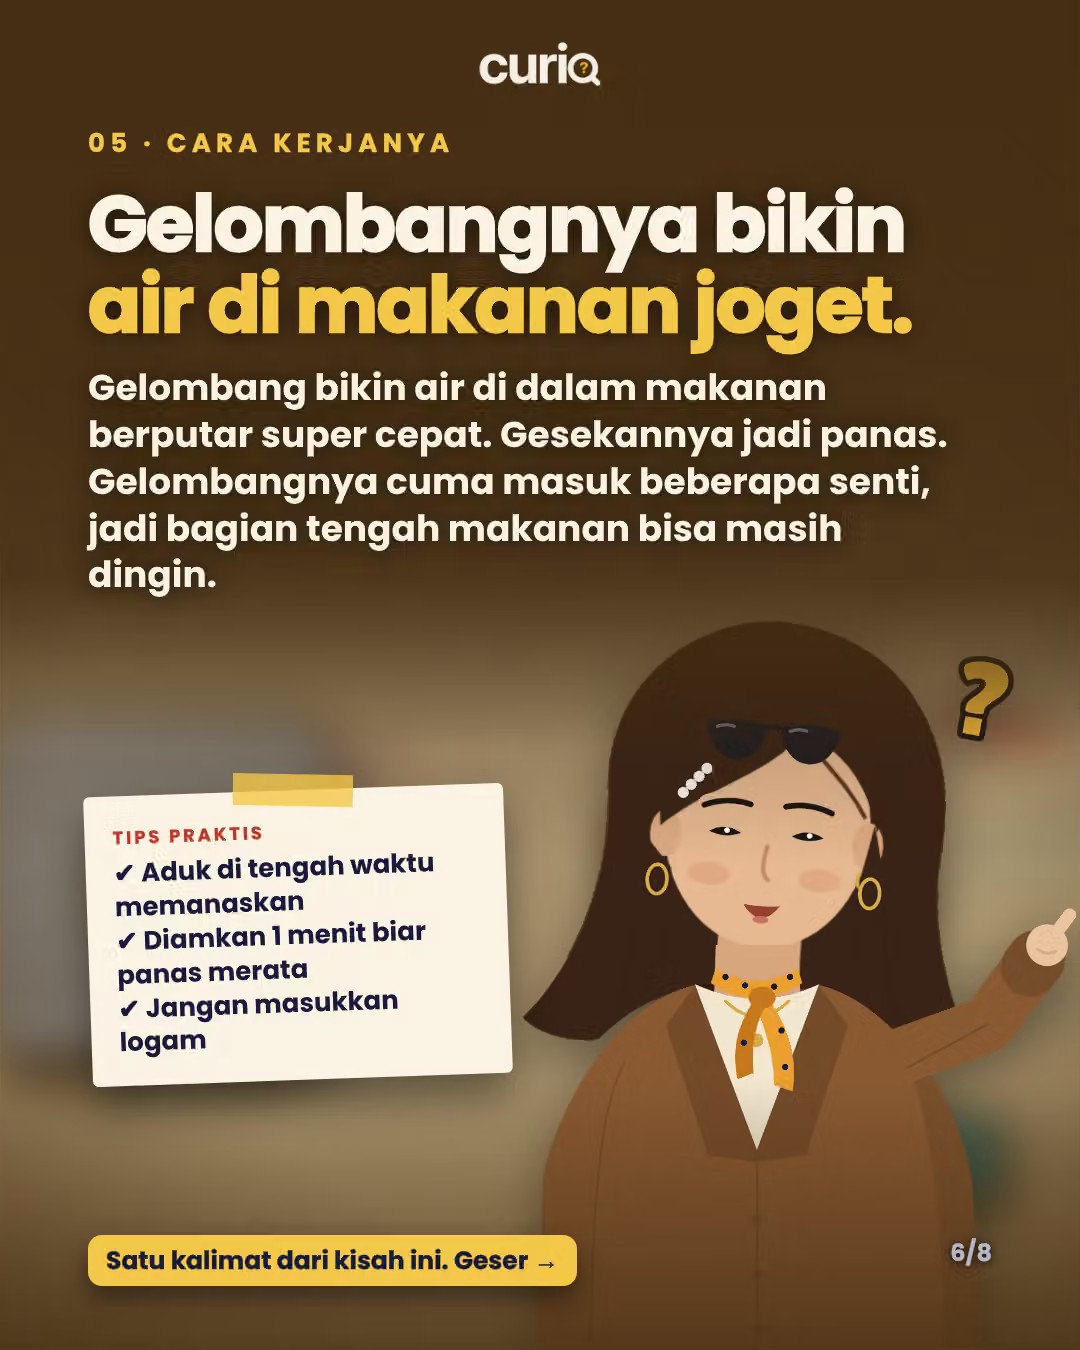 curio
05 · CARA KERJANYA
Gelombangnya bikin
air di makanan joget.
Gelombang bikin air di dalam makanan
berputar super cepat. Gesekannya jadi panas.
Gelombangnya cuma masuk beberapa senti,
jadi bagian tengah makanan bisa masih
dingin.
?
TIPS PRAKTIS
✔ Aduk di tengah waktu
memanaskan
✔ Diamkan 1 menit biar
panas merata
✔ Jangan masukkan
logam
Satu kalimat dari kisah ini. Geser →
6/8